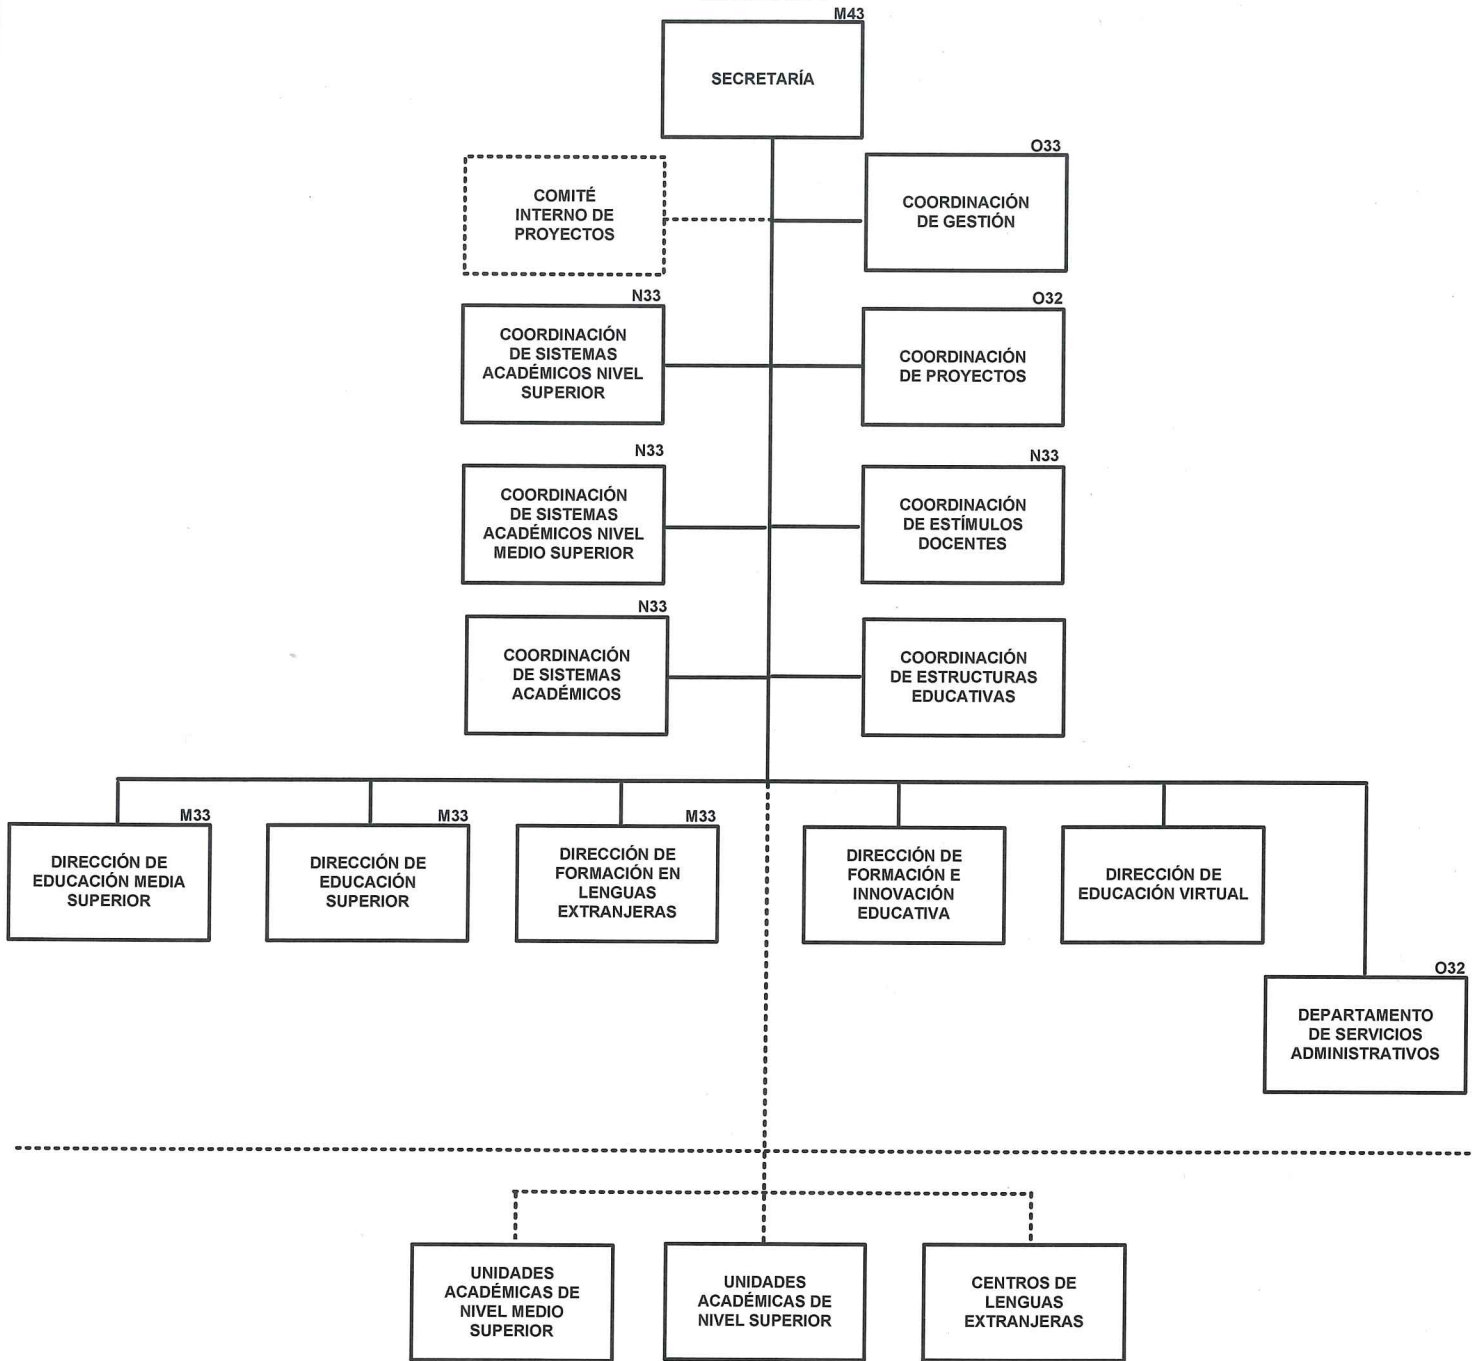 M43
SECRETARÍA
COMITÉ
INTERNO DE
PROYECTOS
O33
COORDINACIÓN
DE GESTIÓN
N33
COORDINACIÓN
DE SISTEMAS
ACADÉMICOS NIVEL
SUPERIOR
O32
COORDINACIÓN
DE PROYECTOS
N33
COORDINACIÓN
DE SISTEMAS
ACADÉMICOS NIVEL
MEDIO SUPERIOR
N33
COORDINACIÓN
DE ESTÍMULOS
DOCENTES
N33
COORDINACIÓN
DE SISTEMAS
ACADÉMICOS
COORDINACIÓN
DE ESTRUCTURAS
EDUCATIVAS
M33
DIRECCIÓN DE
EDUCACIÓN MEDIA
SUPERIOR
M33
DIRECCIÓN DE
EDUCACIÓN
SUPERIOR
M33
DIRECCIÓN DE
FORMACIÓN EN
LENGUAS
EXTRANJERAS
DIRECCIÓN DE
FORMACIÓN E
INNOVACIÓN
EDUCATIVA
DIRECCIÓN DE
EDUCACIÓN VIRTUAL
O32
DEPARTAMENTO
DE SERVICIOS
ADMINISTRATIVOS
UNIDADES
ACADÉMICAS DE
NIVEL MEDIO
SUPERIOR
UNIDADES
ACADÉMICAS DE
NIVEL SUPERIOR
CENTROS DE
LENGUAS
EXTRANJERAS